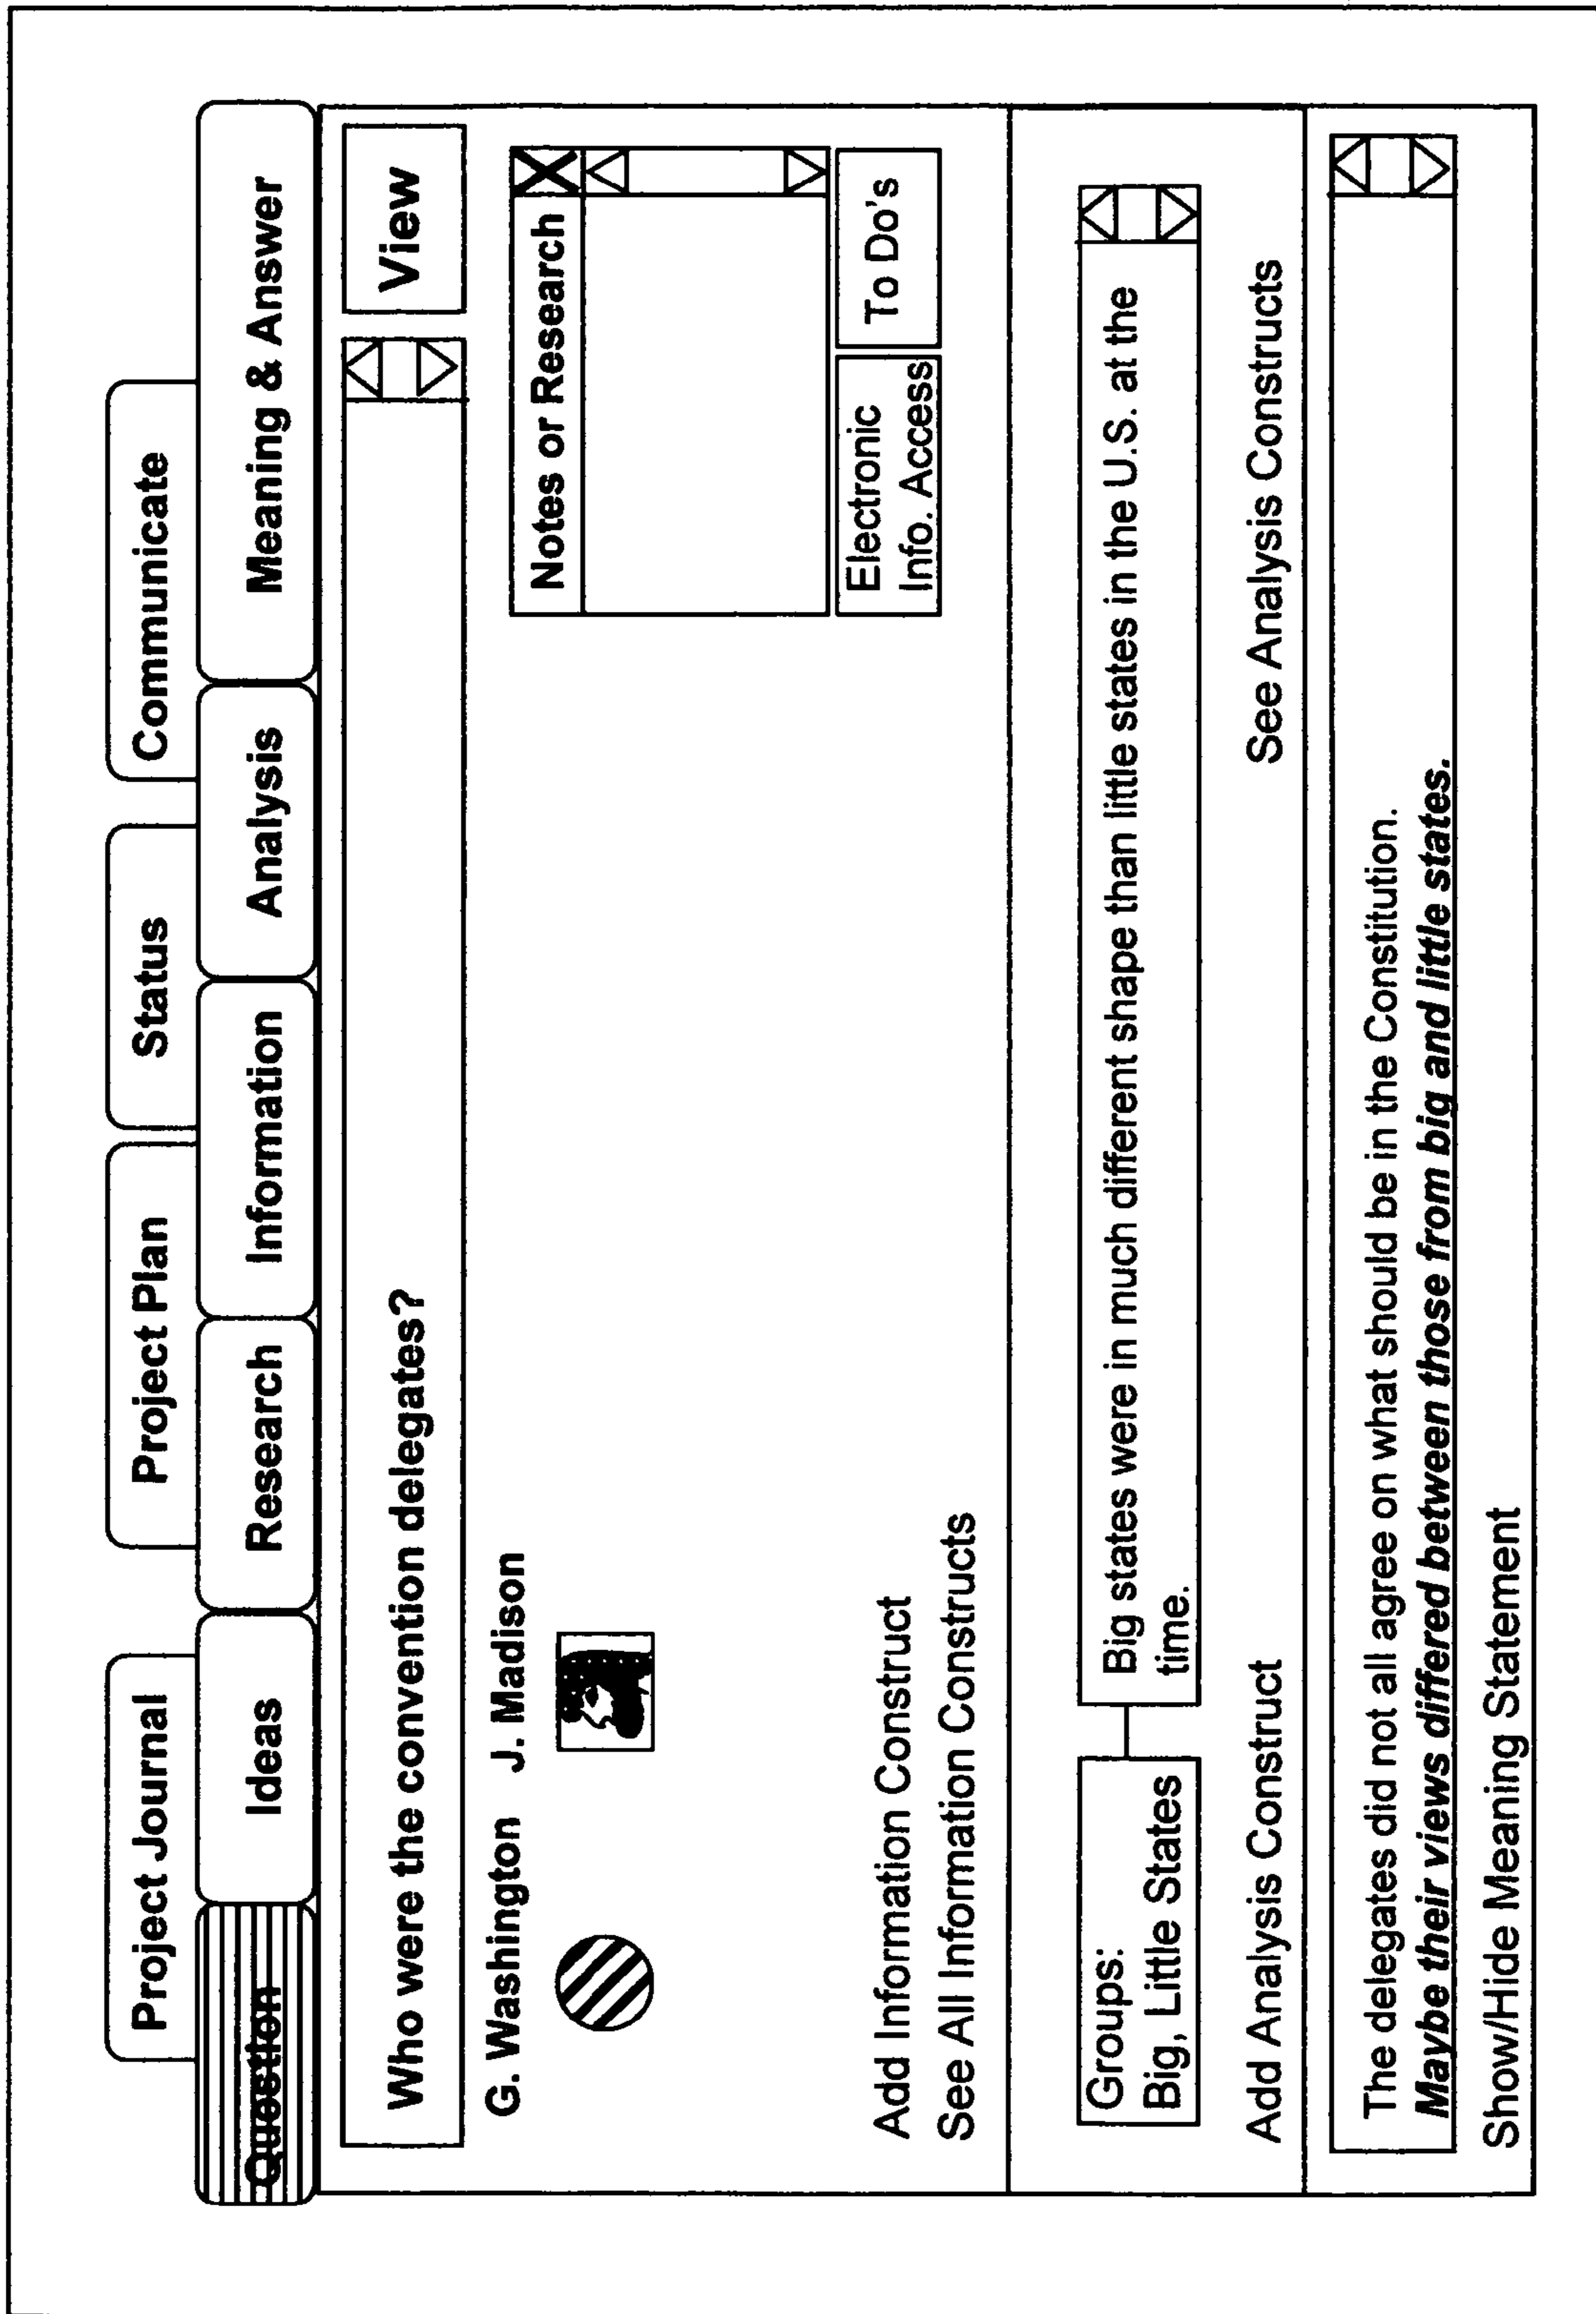 Project Journal
Project Plan
Status
Communicate
Question
Ideas
Research
Information
Analysis
Meaning & Answer
Who were the convention delegates?
View
G. Washington
J. Madison
Notes or Research
Electronic
Info. Access
To Do's
Add Information Construct
See All Information Constructs
Groups:
Big, Little States
Big states were in much different shape than little states in the U.S. at the
time.
Add Analysis Construct
See Analysis Constructs
The delegates did not all agree on what should be in the Constitution.
Maybe their views differed between those from big and little states.
Show/Hide Meaning Statement